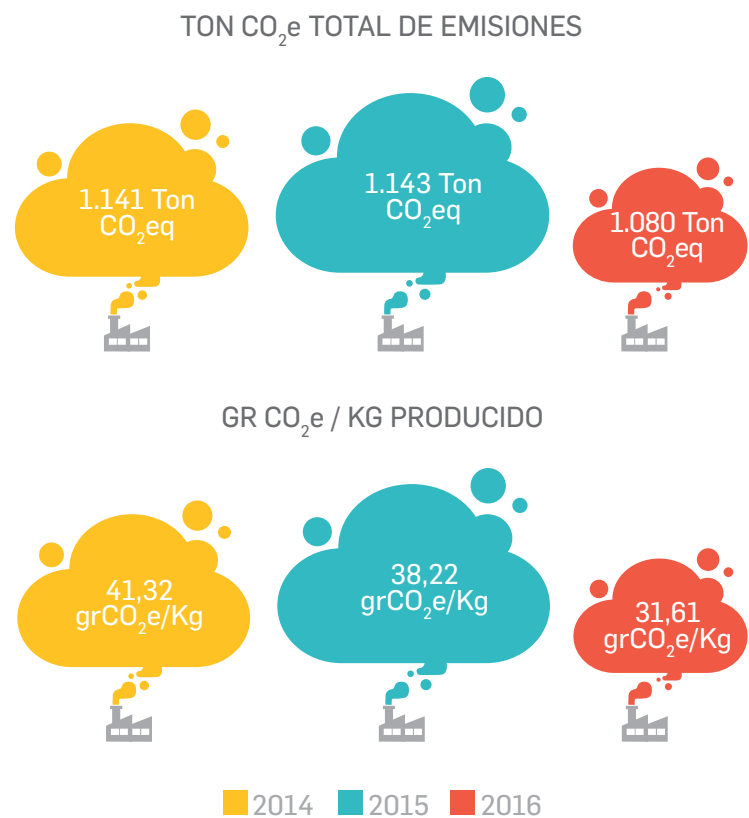 TON CO₂e TOTAL DE EMISIONES
1.141 Ton
CO₂eq
1.143 Ton
CO₂eq
1.080 Ton
CO₂eq
GR CO₂e / KG PRODUCIDO
41,32
grCO₂e/Kg
38,22
grCO₂e/Kg
31,61
grCO₂e/Kg
2014 2015 2016